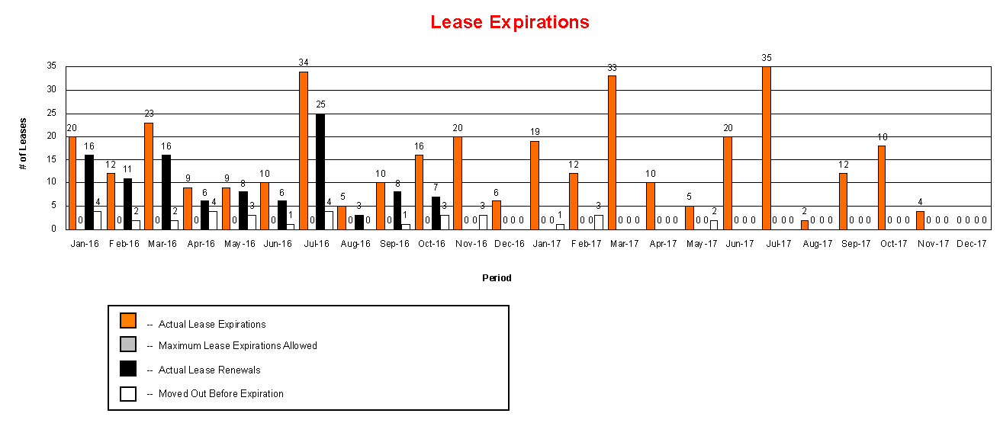 Lease Expirations
# of Leases
35
30
25
20
15
10
5
0
20 0 16 4
12 0 11 2
23 0 16 2
9 0 6 4
9 0 8 3
10 0 6 1
34 0 25 4
5 0 3 0
10 0 8 1
16 0 7 3
20 0 0 3
6 0 0 0
19 0 0 1
12 0 0 3
33 0 0 0
10 0 0 0
5 0 0 2
20 0 0 0
35 0 0 0
2 0 0 0
12 0 0 0
18 0 0 0
4 0 0 0
0 0 0 0
Jan-16 Feb-16 Mar-16 Apr-16 May-16 Jun-16 Jul-16 Aug-16 Sep-16 Oct-16 Nov-16 Dec-16 Jan-17 Feb-17 Mar-17 Apr-17 May-17 Jun-17 Jul-17 Aug-17 Sep-17 Oct-17 Nov-17 Dec-17
Period
-- Actual Lease Expirations
-- Maximum Lease Expirations Allowed
-- Actual Lease Renewals
-- Moved Out Before Expiration